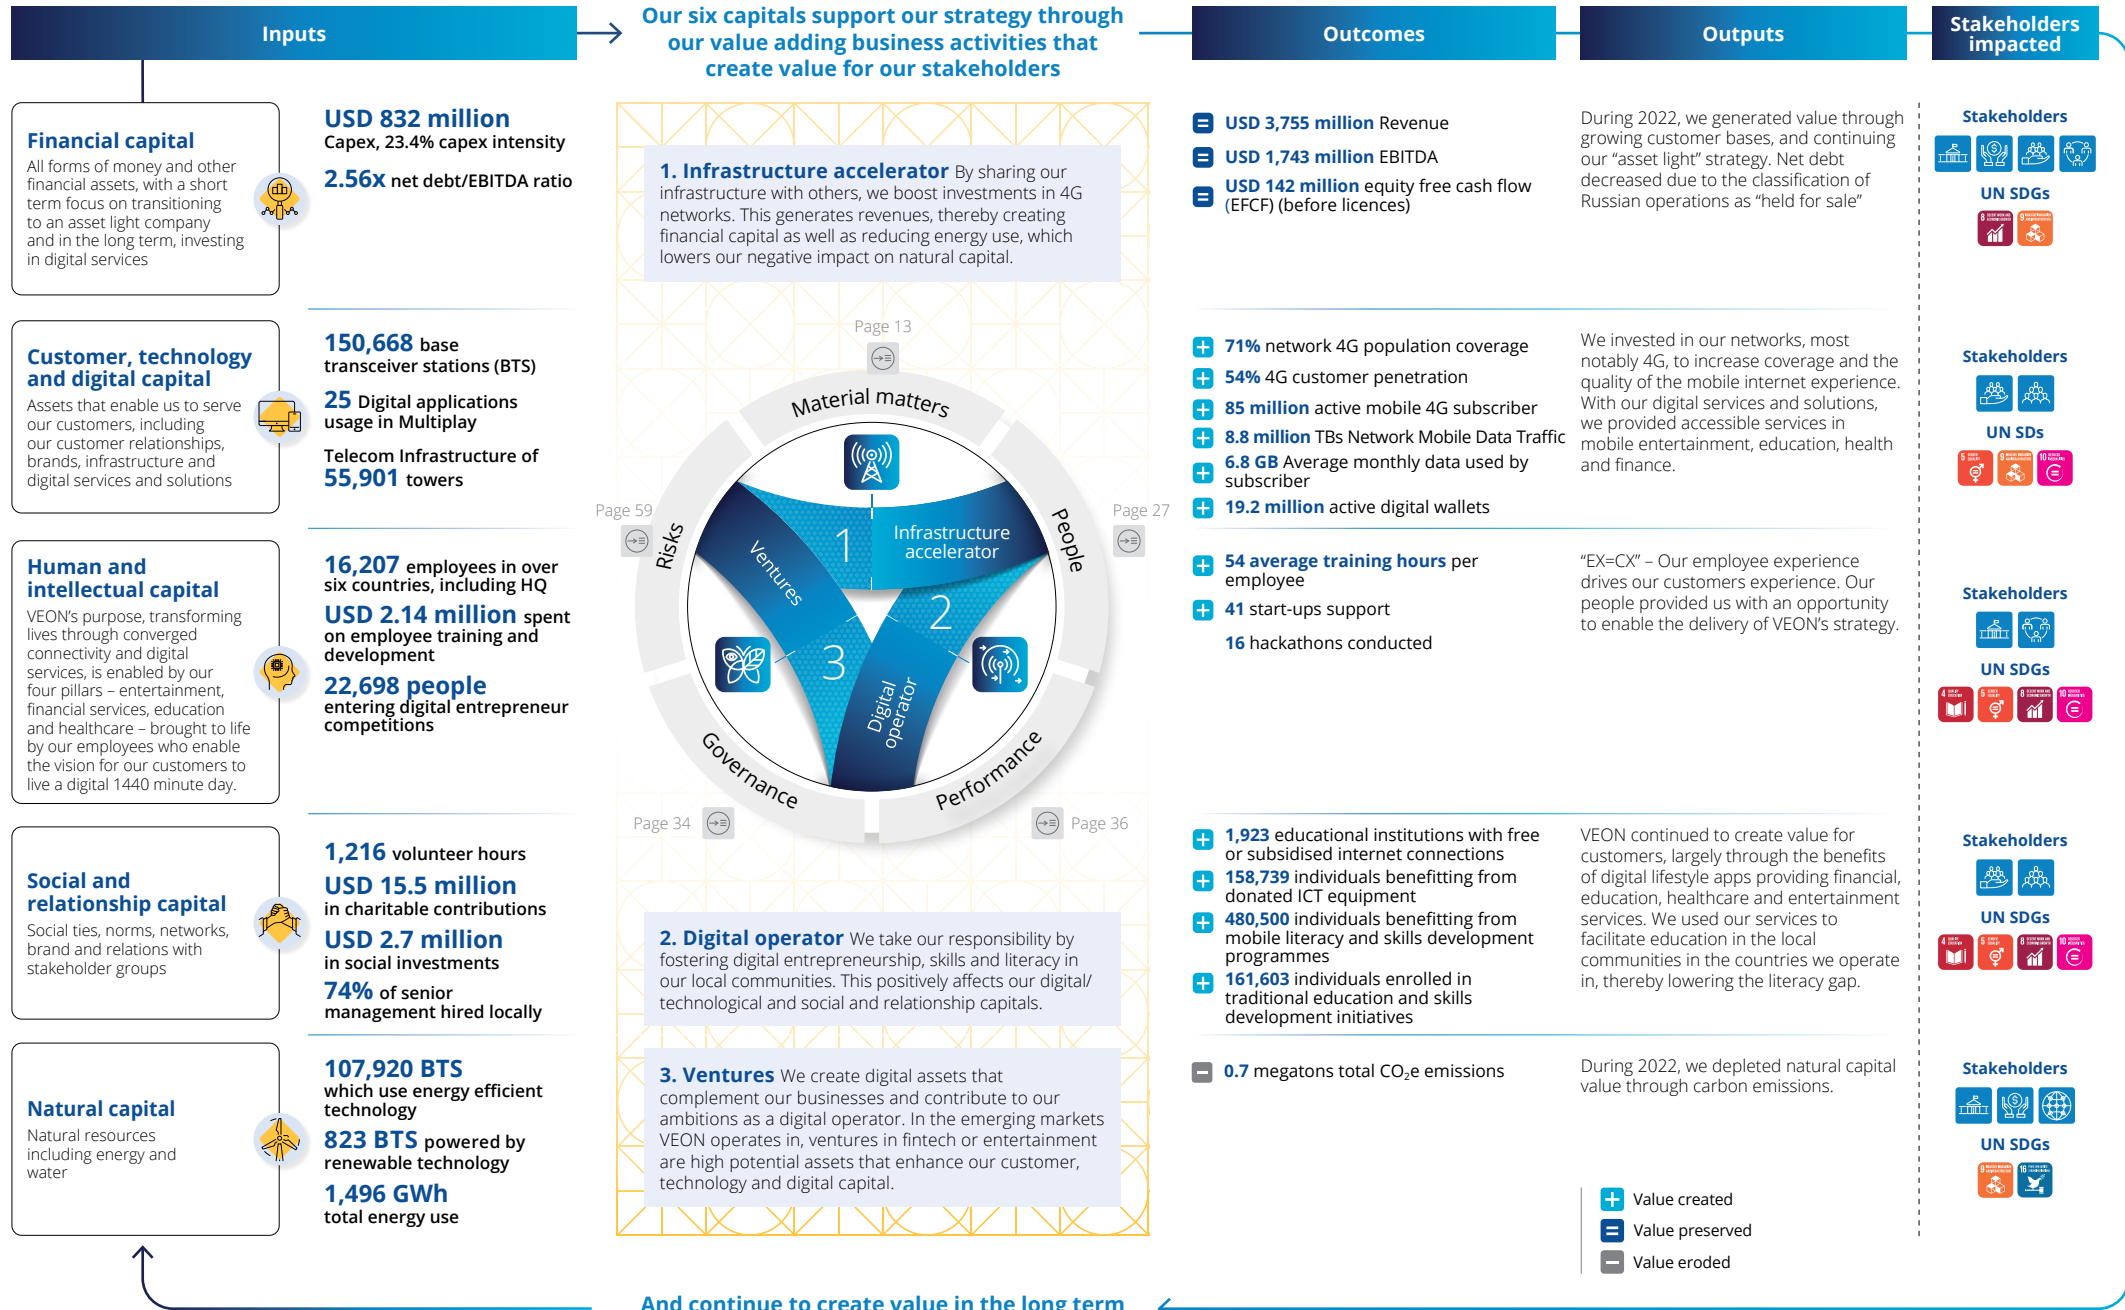 Inputs
Our six capitals support our strategy through
our value adding business activities that
create value for our stakeholders
Outcomes
Outputs
Stakeholders
impacted
Financial capital
All forms of money and other
financial assets, with a short
term focus on transitioning
to an asset light company
and in the long term, investing
in digital services
USD 832 million
Capex, 23.4% capex intensity
2.56x net debt/EBITDA ratio
1. Infrastructure accelerator By sharing our
infrastructure with others, we boost investments in 4G
networks. This generates revenues, thereby creating
financial capital as well as reducing energy use, which
lowers our negative impact on natural capital.
USD 3,755 million Revenue
USD 1,743 million EBITDA
USD 142 million equity free cash flow
(EFCF) (before licences)
During 2022, we generated value through
growing customer bases, and continuing
our “asset light” strategy. Net debt
decreased due to the classification of
Russian operations as “held for sale”
Stakeholders
UN SDGs
8
9
Customer, technology
and digital capital
Assets that enable us to serve
our customers, including
our customer relationships,
brands, infrastructure and
digital services and solutions
150,668 base
transceiver stations (BTS)
25 Digital applications
usage in Multiplay
Telecom Infrastructure of
55,901 towers
71% network 4G population coverage
54% 4G customer penetration
85 million active mobile 4G subscriber
8.8 million TBs Network Mobile Data Traffic
6.8 GB Average monthly data used by
subscriber
19.2 million active digital wallets
We invested in our networks, most
notably 4G, to increase coverage and the
quality of the mobile internet experience.
With our digital services and solutions,
we provided accessible services in
mobile entertainment, education, health
and finance.
Stakeholders
UN SDs
5
9
10
Page 13
Material matters
Page 59
Risks
Page 27
People
1
Infrastructure
accelerator
Ventures
2
3
Digital
operator
Governance
Performance
Page 34
Page 36
Human and
intellectual capital
VEON’s purpose, transforming
lives through converged
connectivity and digital
services, is enabled by our
four pillars – entertainment,
financial services, education
and healthcare – brought to life
by our employees who enable
the vision for our customers to
live a digital 1440 minute day.
16,207 employees in over
six countries, including HQ
USD 2.14 million spent
on employee training and
development
22,698 people
entering digital entrepreneur
competitions
54 average training hours per
employee
41 start-ups support
16 hackathons conducted
“EX=CX” – Our employee experience
drives our customers experience. Our
people provided us with an opportunity
to enable the delivery of VEON’s strategy.
Stakeholders
UN SDGs
4
5
8
10
Social and
relationship capital
Social ties, norms, networks,
brand and relations with
stakeholder groups
1,216 volunteer hours
USD 15.5 million
in charitable contributions
USD 2.7 million
in social investments
74% of senior
management hired locally
2. Digital operator We take our responsibility by
fostering digital entrepreneurship, skills and literacy in
our local communities. This positively affects our digital/
technological and social and relationship capitals.
1,923 educational institutions with free
or subsidised internet connections
158,739 individuals benefitting from
donated ICT equipment
480,500 individuals benefitting from
mobile literacy and skills development
programmes
161,603 individuals enrolled in
traditional education and skills
development initiatives
VEON continued to create value for
customers, largely through the benefits
of digital lifestyle apps providing financial,
education, healthcare and entertainment
services. We used our services to
facilitate education in the local
communities in the countries we operate
in, thereby lowering the literacy gap.
Stakeholders
UN SDGs
4
5
8
10
Natural capital
Natural resources
including energy and
water
107,920 BTS
which use energy efficient
technology
823 BTS powered by
renewable technology
1,496 GWh
total energy use
3. Ventures We create digital assets that
complement our businesses and contribute to our
ambitions as a digital operator. In the emerging markets
VEON operates in, ventures in fintech or entertainment
are high potential assets that enhance our customer,
technology and digital capital.
0.7 megatons total CO₂e emissions
During 2022, we depleted natural capital
value through carbon emissions.
Stakeholders
UN SDGs
9
16
Value created
Value preserved
Value eroded
And continue to create value in the long term